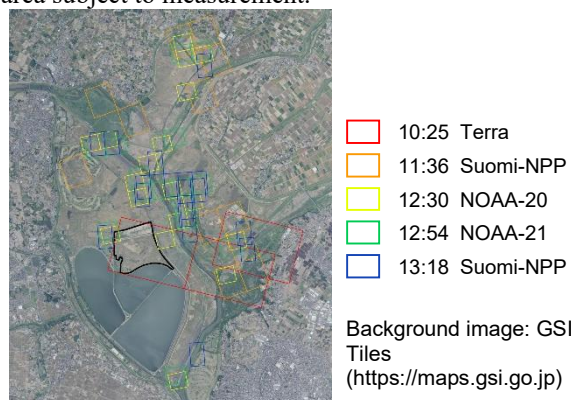 area subject to measurement.
10:25 Terra
11:36 Suomi-NPP
12:30 NOAA-20
12:54 NOAA-21
13:18 Suomi-NPP
Background image: GSI
Tiles
(https://maps.gsi.go.jp)